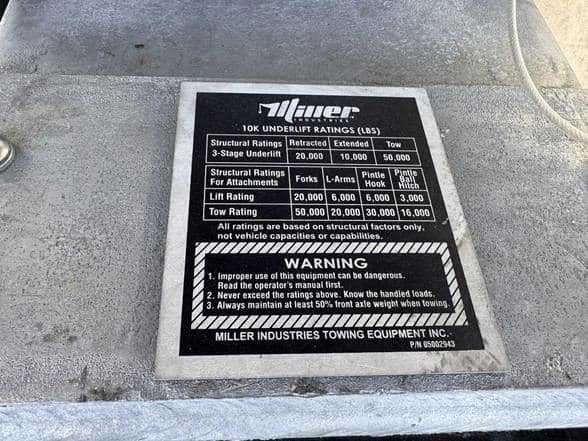 Miller
INDUSTRIES
10K UNDERLIFT RATINGS (LBS)
Structural Ratings Retracted Extended Tow
3-Stage Underlift 20,000 10,000 50,000
Structural Ratings For Attachments Forks L-Arms Pintle Hook Pintle Ball Hitch
Lift Rating 20,000 6,000 6,000 3,000
Tow Rating 50,000 20,000 30,000 16,000
All ratings are based on structural factors only,
not vehicle capacities or capabilities.
WARNING
1. Improper use of this equipment can be dangerous.
Read the operator's manual first.
2. Never exceed the ratings above. Know the handled loads.
3. Always maintain at least 50% front axle weight when towing.
MILLER INDUSTRIES TOWING EQUIPMENT INC.
P/N 05002943